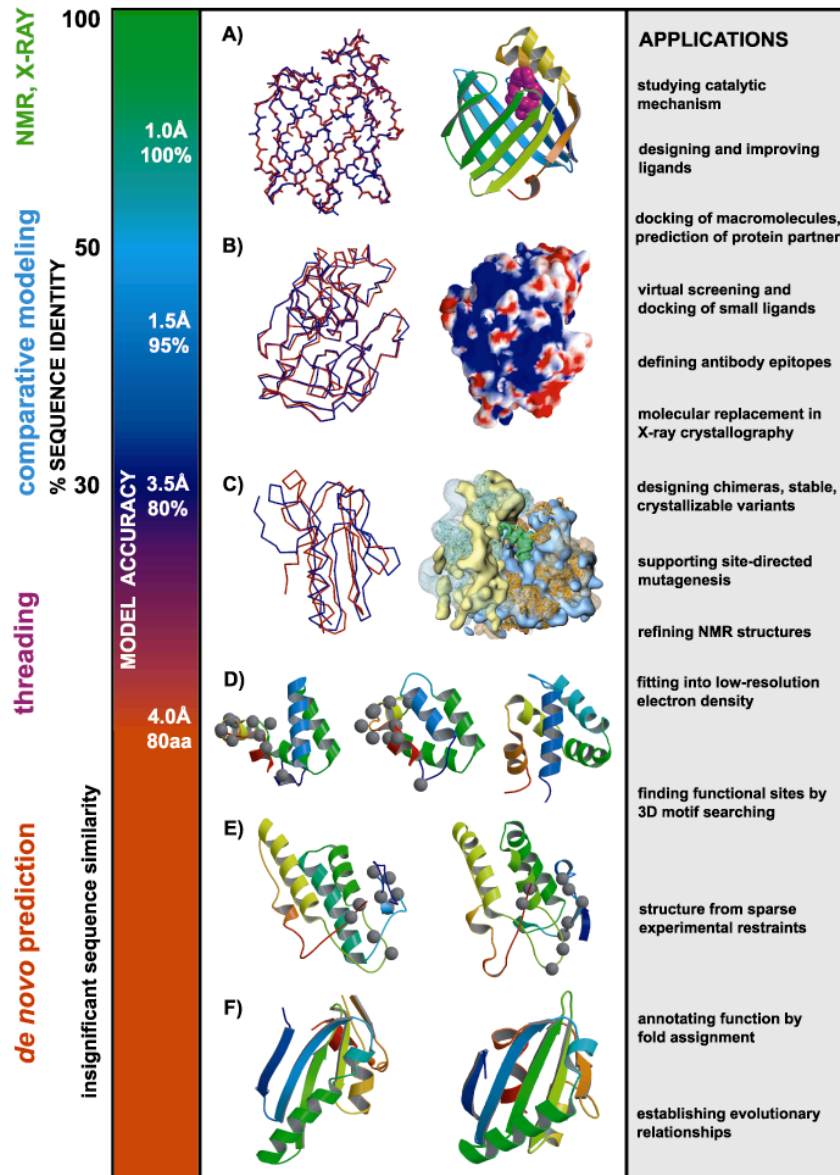 NMR, X-RAY
comparative modeling
threading
de novo prediction
100
50
30
% SEQUENCE IDENTITY
insignificant sequence similarity
MODEL ACCURACY
1.0Å
100%
1.5Å
95%
3.5Å
80%
4.0Å
80aa
A)
B)
C)
D)
E)
F)
APPLICATIONS
studying catalytic
mechanism
designing and improving
ligands
docking of macromolecules,
prediction of protein partner
virtual screening and
docking of small ligands
defining antibody epitopes
molecular replacement in
X-ray crystallography
designing chimeras, stable,
crystallizable variants
supporting site-directed
mutagenesis
refining NMR structures
fitting into low-resolution
electron density
finding functional sites by
3D motif searching
structure from sparse
experimental restraints
annotating function by
fold assignment
establishing evolutionary
relationships